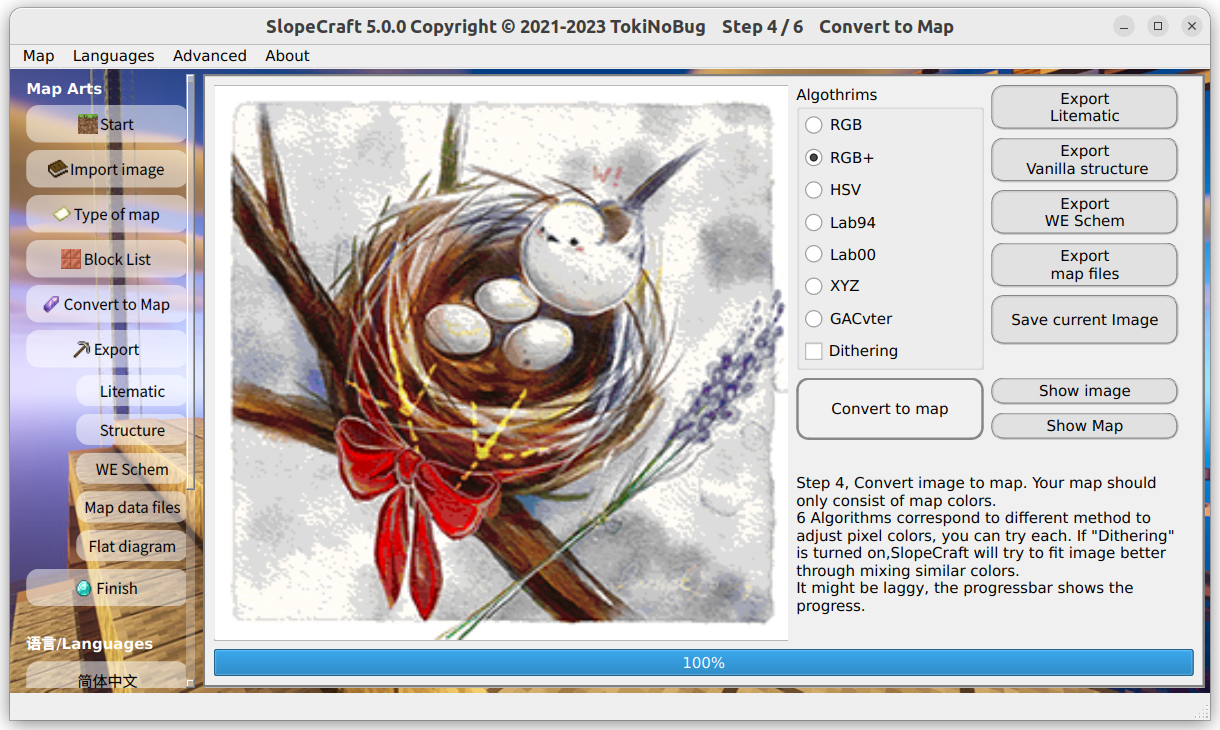 SlopeCraft 5.0.0 Copyright © 2021-2023 TokiNoBug Step 4 / 6 Convert to Map
Map Languages Advanced About
Map Arts
Start
Import image
Type of map
Block List
Convert to Map
Export
Litematic
Structure
WE Schem
Map data files
Flat diagram
Finish
语言/Languages
简体中文
W!
Algothrims
RGB
RGB+
HSV
Lab94
Lab00
XYZ
GACvter
Dithering
Convert to map
Export
Litematic
Export
Vanilla structure
Export
WE Schem
Export
map files
Save current Image
Show image
Show Map
Step 4, Convert image to map. Your map should
only consist of map colors.
6 Algorithms correspond to different method to
adjust pixel colors, you can try each. If "Dithering"
is turned on,SlopeCraft will try to fit image better
through mixing similar colors.
It might be laggy, the progressbar shows the
progress.
100%